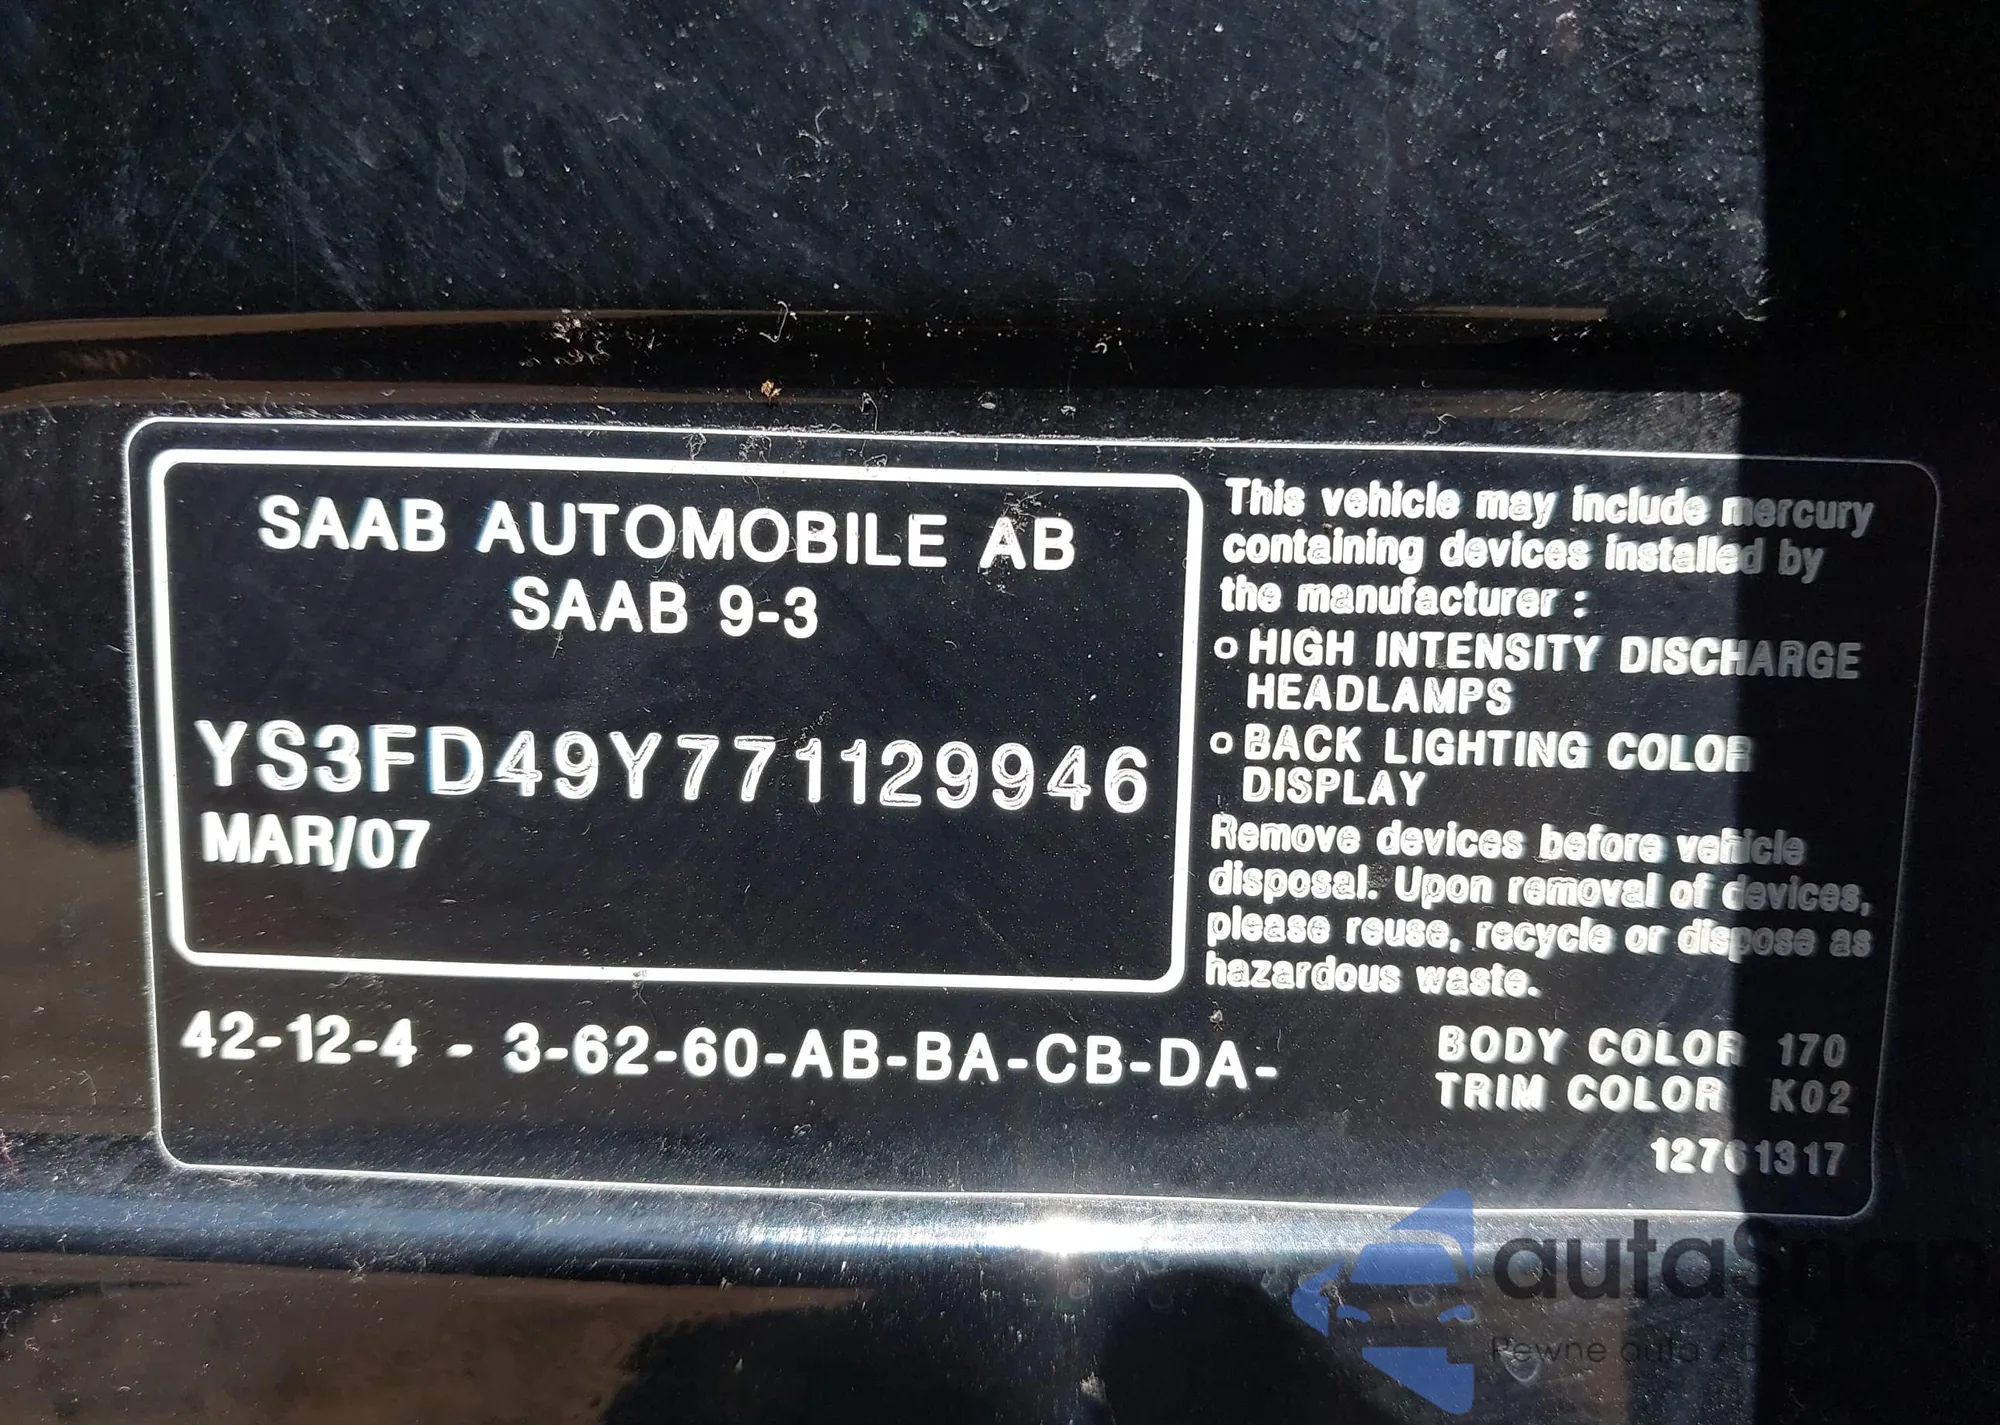 SAAB AUTOMOBILE AB
SAAB 9-3
YS3FD49Y771129946
MAR/07
This vehicle may include mercury
containing devices installed by
the manufacturer :
o HIGH INTENSITY DISCHARGE
HEADLAMPS
o BACK LIGHTING COLOR
DISPLAY
Remove devices before vehicle
disposal. Upon removal of devices,
please reuse, recycle or dispose as
hazardous waste.
42-12-4 - 3-62-60-AB-BA-CB-DA-
BODY COLOR 170
TRIM COLOR K02
12761317
autaSnap
Pewne auta z